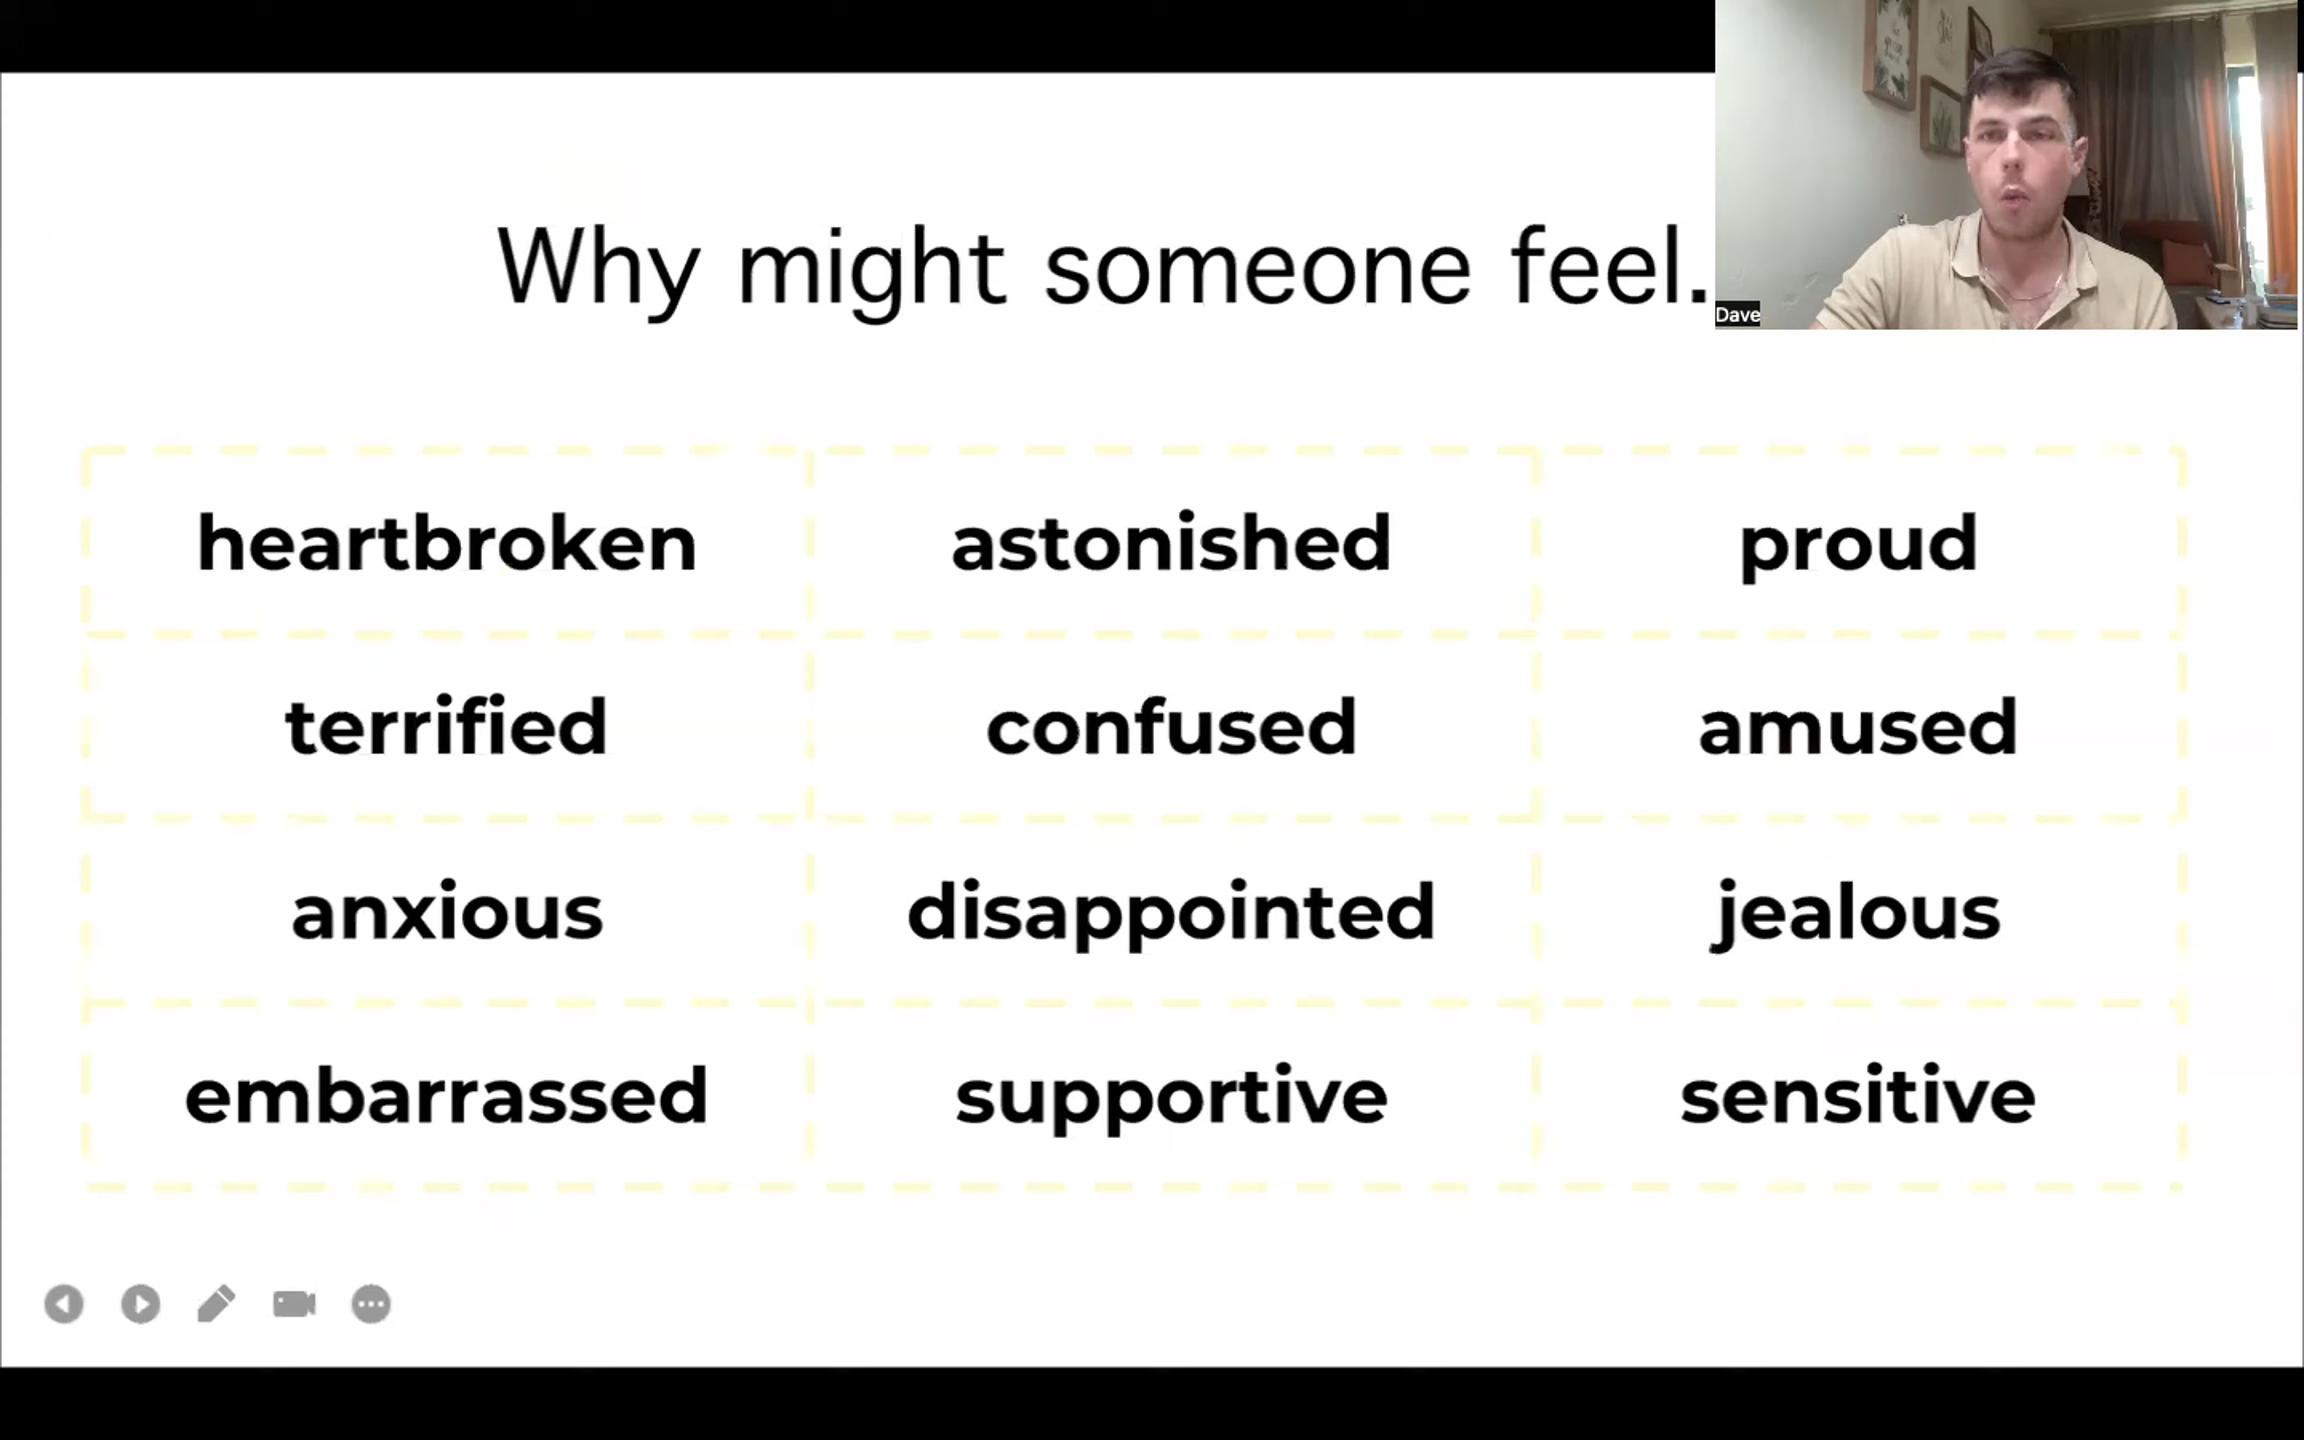 Why might someone feel.
Dave
heartbroken astonished proud
terrified confused amused
anxious disappointed jealous
embarrassed supportive sensitive